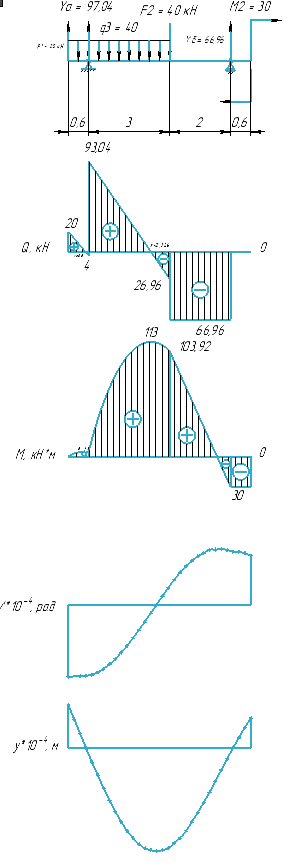 Ya = 97,04
F2 = 40 кН
M2 = 30
q3 = 40
YБ = 66,96
0,6
3
2
0,6
93,04
20
Q, кН
4
26,96
66,96
0
113
103,92
M, кН*м
0
30
*10⁻⁴, рад
y*10⁻⁴, м